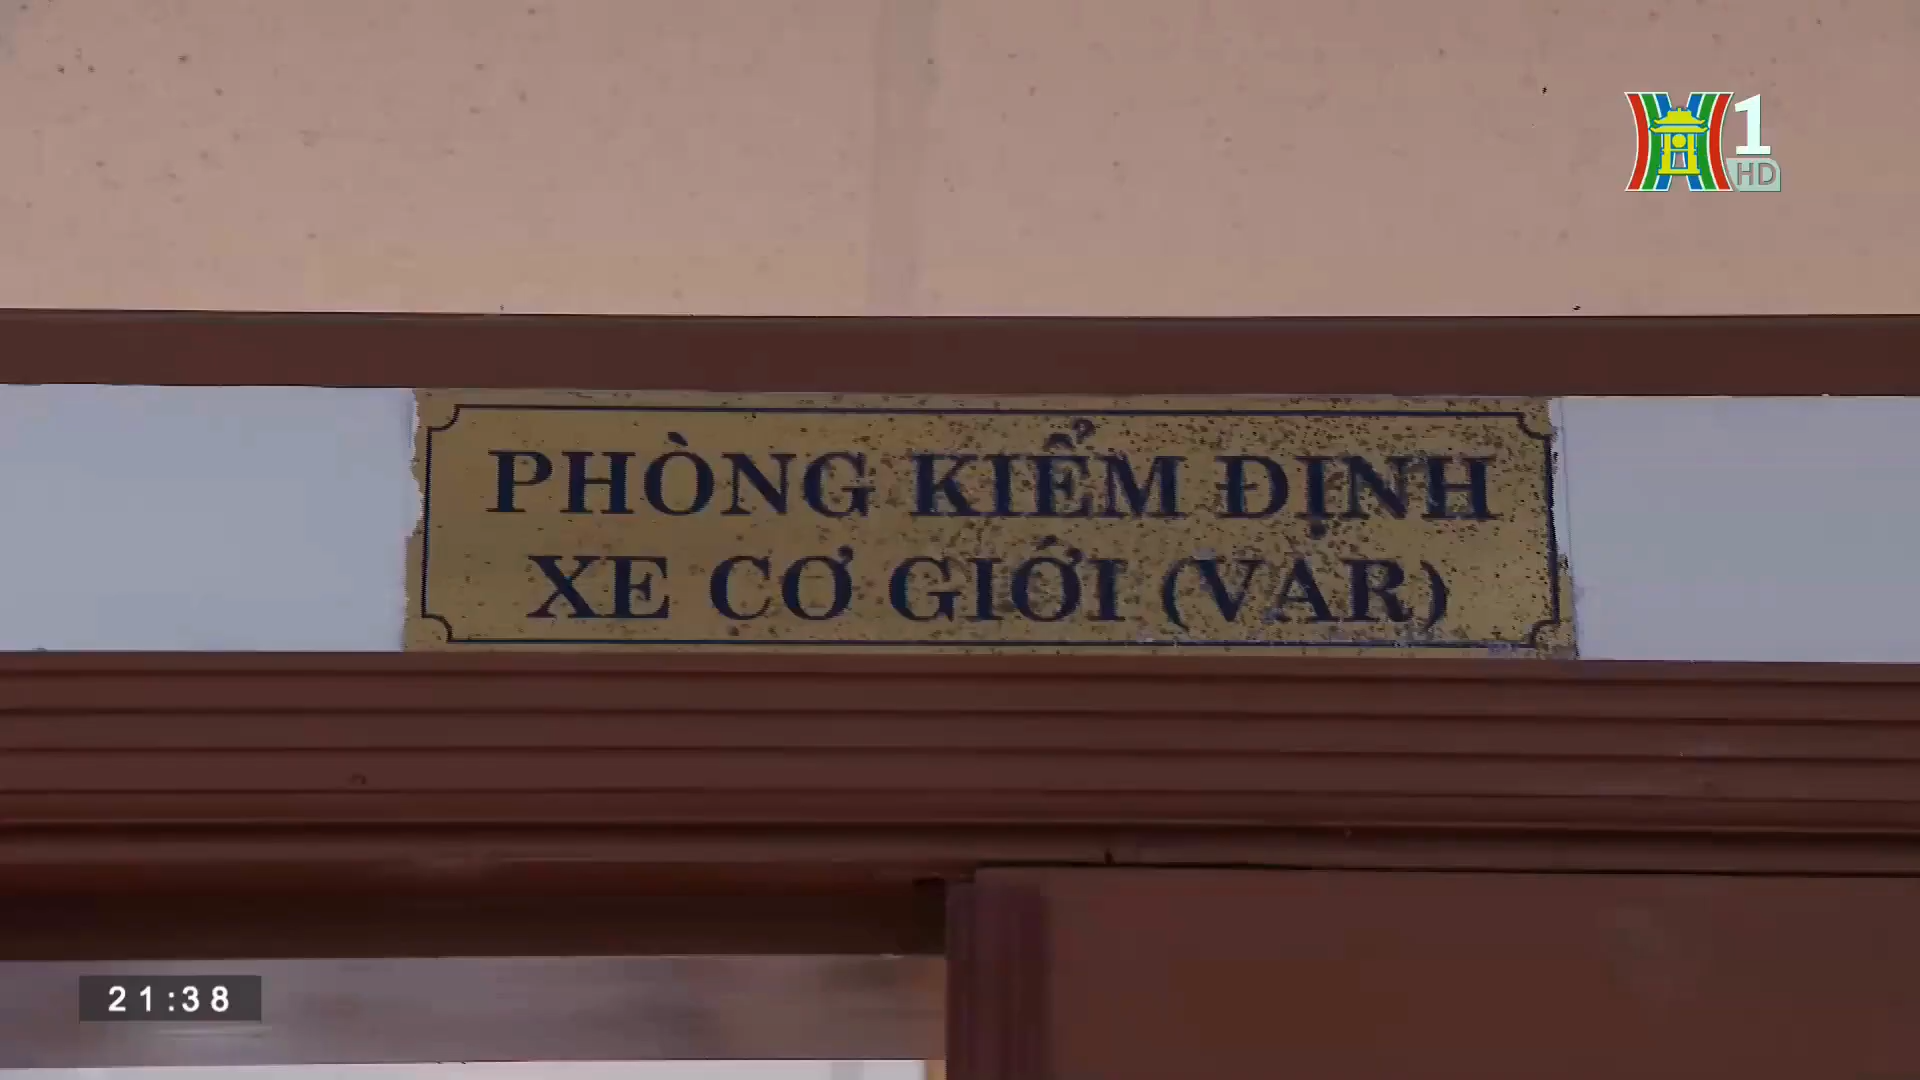 1
HD
PHÒNG KIỂM ĐỊNH
XE CƠ GIỚI (VAR)
21:38